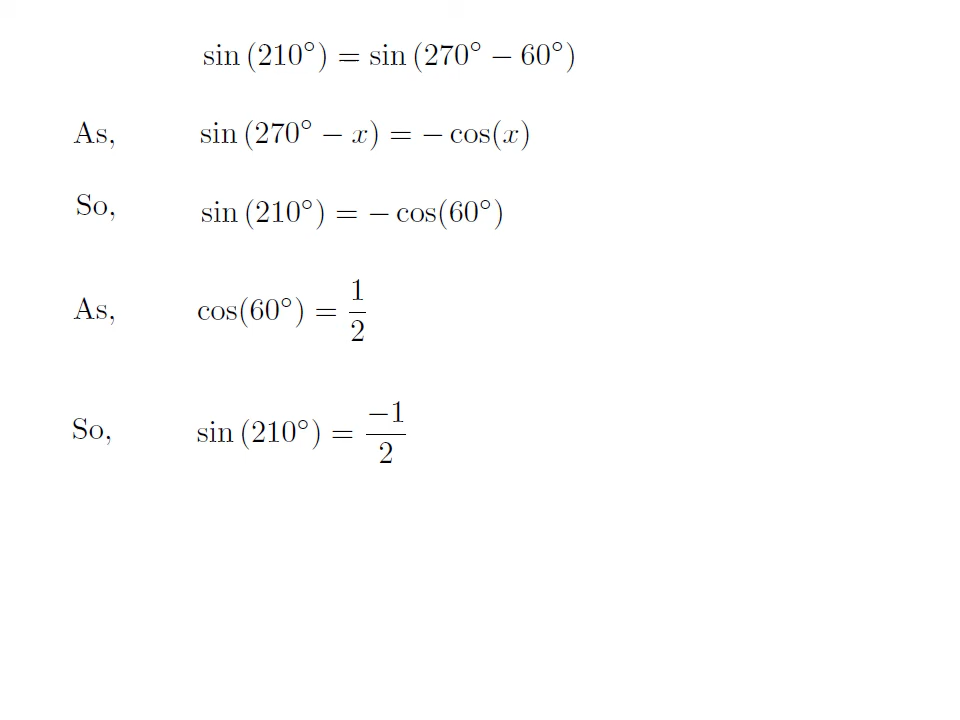 sin (210°) = sin (270° − 60°)
As, sin (270° − x) = − cos(x)
So, sin (210°) = − cos(60°)
As, cos(60°) = 1/2
So, sin (210°) = −1/2